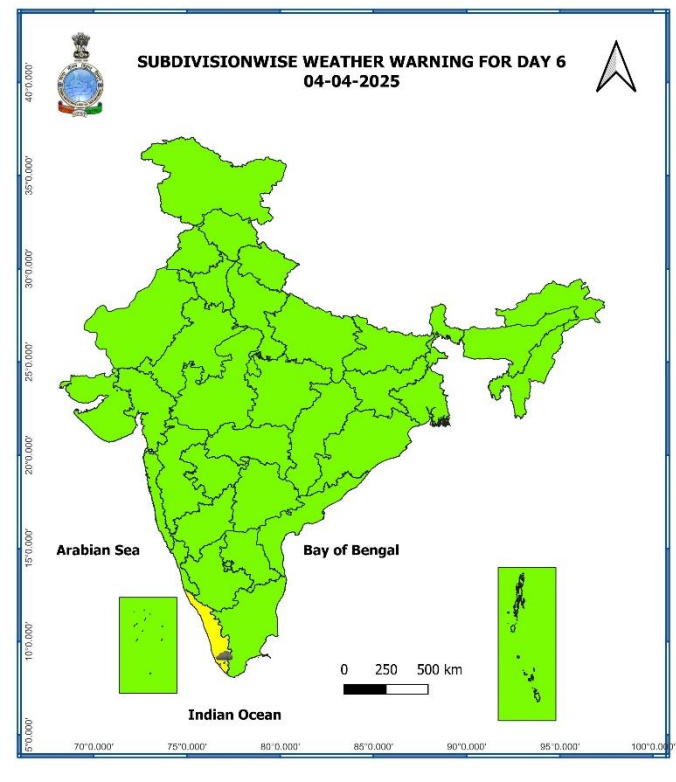 SUBDIVISIONWISE WEATHER WARNING FOR DAY 6
04-04-2025
40°0.000'
35°0.000'
30°0.000'
25°0.000'
20°0.000'
15°0.000'
10°0.000'
5°0.000'
Arabian Sea
Bay of Bengal
0 250 500 km
Indian Ocean
70°0.000' 75°0.000' 80°0.000' 85°0.000' 90°0.000' 95°0.000' 100°0.000'